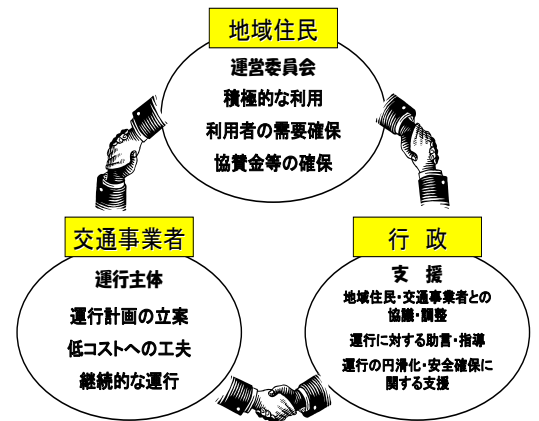 地域住民
運営委員会
積極的な利用
利用者の需要確保
協賛金等の確保
交通事業者
運行主体
運行計画の立案
低コストへの工夫
継続的な運行
行 政
支 援
地域住民・交通事業者との
協議・調整
運行に対する助言・指導
運行の円滑化・安全確保に
関する支援